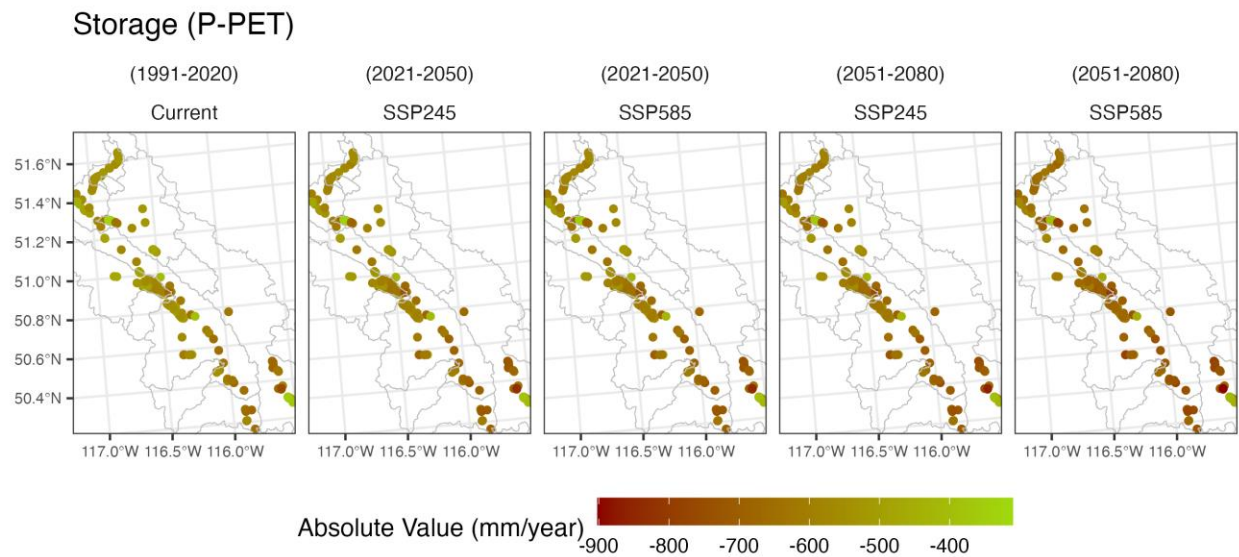 Storage (P-PET)
(1991-2020) (2021-2050) (2021-2050) (2051-2080) (2051-2080)
Current SSP245 SSP585 SSP245 SSP585
51.6°N
51.4°N
51.2°N
51.0°N
50.8°N
50.6°N
50.4°N
117.0°W 116.5°W 116.0°W 117.0°W 116.5°W 116.0°W 117.0°W 116.5°W 116.0°W 117.0°W 116.5°W 116.0°W 117.0°W 116.5°W 116.0°W
Absolute Value (mm/year)
-900 -800 -700 -600 -500 -400